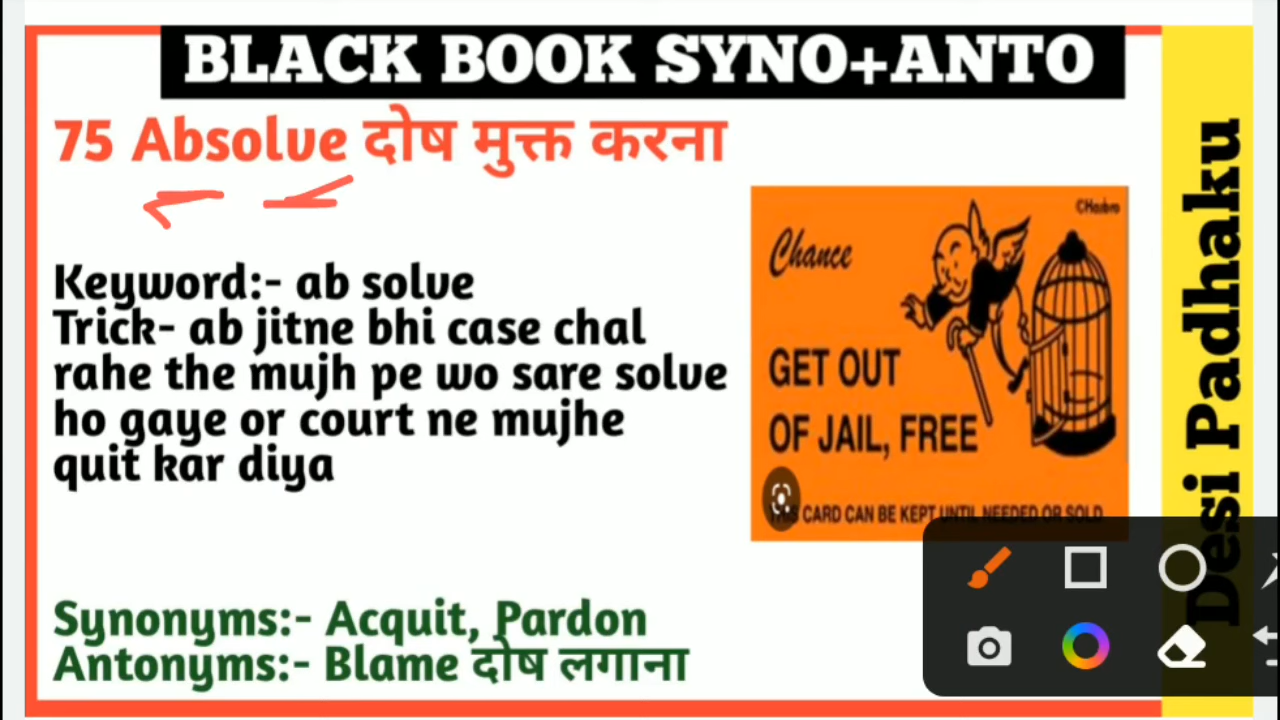 BLACK BOOK SYNO+ANTO
75 Absolve दोष मुक्त करना
Keyword:- ab solve
Trick- ab jitne bhi case chal
rahe the mujh pe wo sare solve
ho gaye or court ne mujhe
quit kar diya
©Hasbro
Chance
GET OUT
OF JAIL, FREE
THIS CARD CAN BE KEPT UNTIL NEEDED OR SOLD
Synonyms:- Acquit, Pardon
Antonyms:- Blame दोष लगाना
Desi Padhaku